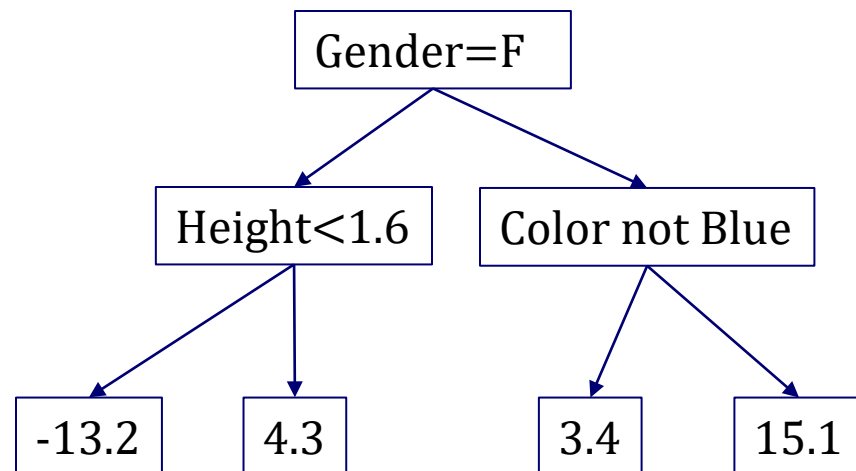 Gender=F
Height<1.6
Color not Blue
-13.2
4.3
3.4
15.1